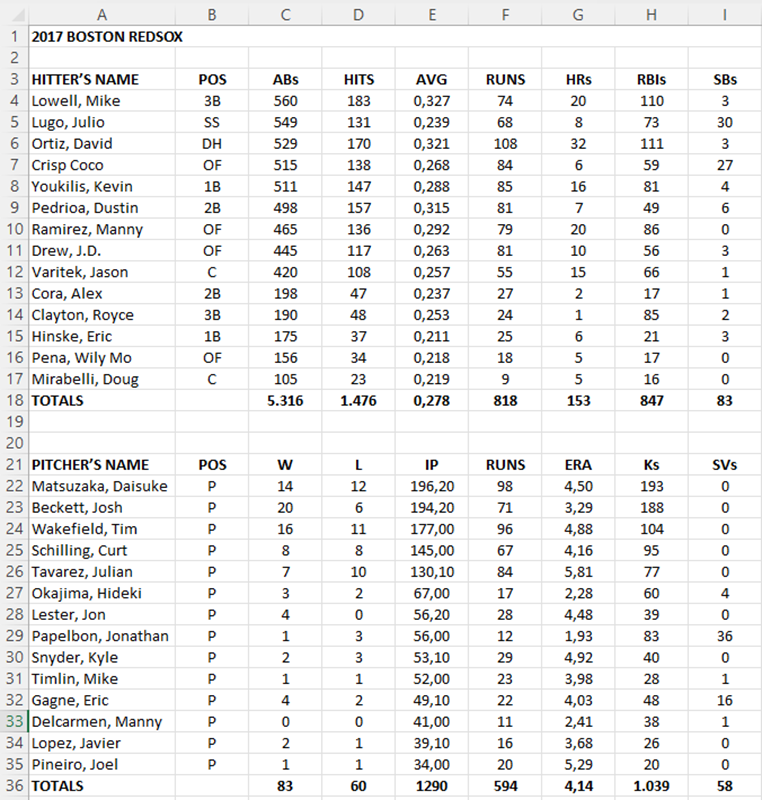 A B C D E F G H I
1 2017 BOSTON REDSOX
2
3 HITTER'S NAME POS ABs HITS AVG RUNS HRs RBIs SBs
4 Lowell, Mike 3B 560 183 0,327 74 20 110 3
5 Lugo, Julio SS 549 131 0,239 68 8 73 30
6 Ortiz, David DH 529 170 0,321 108 32 111 3
7 Crisp Coco OF 515 138 0,268 84 6 59 27
8 Youkilis, Kevin 1B 511 147 0,288 85 16 81 4
9 Pedrioa, Dustin 2B 498 157 0,315 81 7 49 6
10 Ramirez, Manny OF 465 136 0,292 79 20 86 0
11 Drew, J.D. OF 445 117 0,263 81 10 56 3
12 Varitek, Jason C 420 108 0,257 55 15 66 1
13 Cora, Alex 2B 198 47 0,237 27 2 17 1
14 Clayton, Royce 3B 190 48 0,253 24 1 85 2
15 Hinske, Eric 1B 175 37 0,211 25 6 21 3
16 Pena, Wily Mo OF 156 34 0,218 18 5 17 0
17 Mirabelli, Doug C 105 23 0,219 9 5 16 0
18 TOTALS 5.316 1.476 0,278 818 153 847 83
19
20
21 PITCHER'S NAME POS W L IP RUNS ERA Ks SVs
22 Matsuzaka, Daisuke P 14 12 196,20 98 4,50 193 0
23 Beckett, Josh P 20 6 194,20 71 3,29 188 0
24 Wakefield, Tim P 16 11 177,00 96 4,88 104 0
25 Schilling, Curt P 8 8 145,00 67 4,16 95 0
26 Tavarez, Julian P 7 10 130,10 84 5,81 77 0
27 Okajima, Hideki P 3 2 67,00 17 2,28 60 4
28 Lester, Jon P 4 0 56,20 28 4,48 39 0
29 Papelbon, Jonathan P 1 3 56,00 12 1,93 83 36
30 Snyder, Kyle P 2 3 53,10 29 4,92 40 0
31 Timlin, Mike P 1 1 52,00 23 3,98 28 1
32 Gagne, Eric P 4 2 49,10 22 4,03 48 16
33 Delcarmen, Manny P 0 0 41,00 11 2,41 38 1
34 Lopez, Javier P 2 1 39,10 16 3,68 26 0
35 Pineiro, Joel P 1 1 34,00 20 5,29 20 0
36 TOTALS 83 60 1290 594 4,14 1.039 58